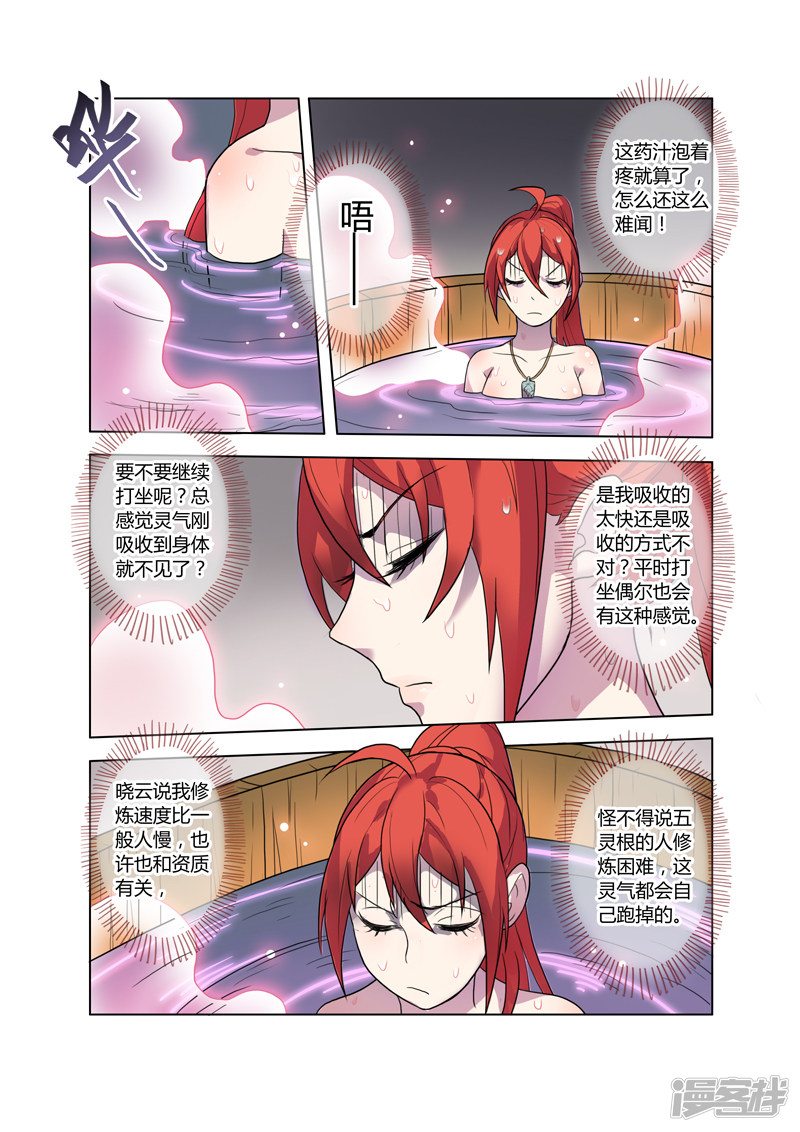 这药汁泡着
疼就算了，
怎么还这么
难闻！
唔
——
要不要继续
打坐呢？总
感觉灵气刚
吸收到身体
就不见了？
是我吸收的
太快还是吸
收的方式不
对？平时打
坐偶尔也会
有这种感觉。
晓云说我修
炼速度比一
般人慢，也
许也和资质
有关，
怪不得说五
灵根的人修
炼困难，这
灵气都会自
己跑掉的。
漫客栈